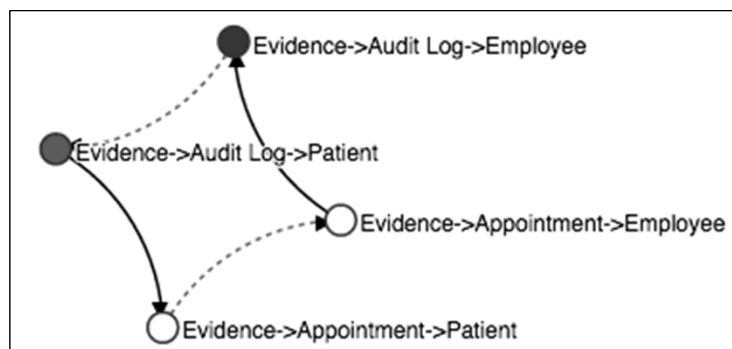 Evidence->Audit Log->Employee
Evidence->Audit Log->Patient
Evidence->Appointment->Employee
Evidence->Appointment->Patient